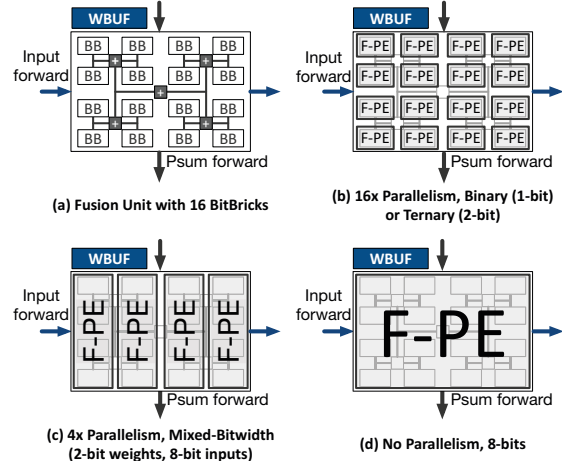 WBUF
Input
forward
BB BB BB BB
+ +
BB BB BB BB
+
BB BB BB BB
+ +
BB BB BB BB
Psum forward
(a) Fusion Unit with 16 BitBricks
WBUF
F-PE F-PE F-PE F-PE
F-PE F-PE F-PE F-PE
F-PE F-PE F-PE F-PE
F-PE F-PE F-PE F-PE
(b) 16x Parallelism, Binary (1-bit)
or Ternary (2-bit)
WBUF
Input
forward
F-PE F-PE F-PE F-PE
Psum forward
(c) 4x Parallelism, Mixed-Bitwidth
(2-bit weights, 8-bit inputs)
WBUF
Input
forward
F-PE
Psum forward
(d) No Parallelism, 8-bits